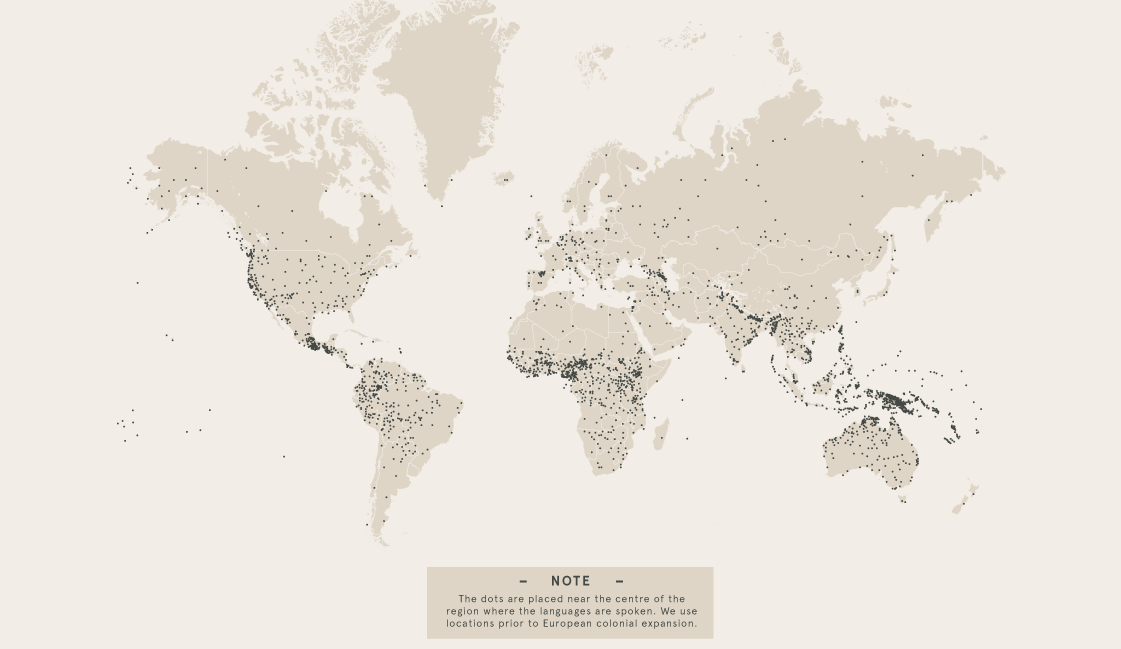 – NOTE –
The dots are placed near the centre of the
region where the languages are spoken. We use
locations prior to European colonial expansion.